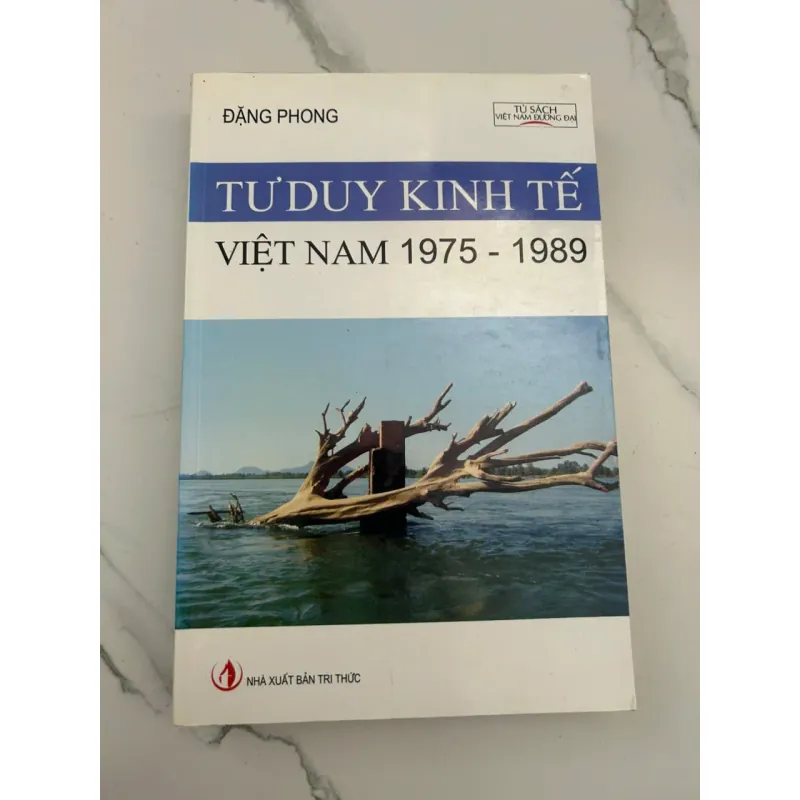 ĐẶNG PHONG
TỦ SÁCH
VIỆT NAM ĐƯƠNG ĐẠI
TƯ DUY KINH TẾ
VIỆT NAM 1975 - 1989
NHÀ XUẤT BẢN TRI THỨC